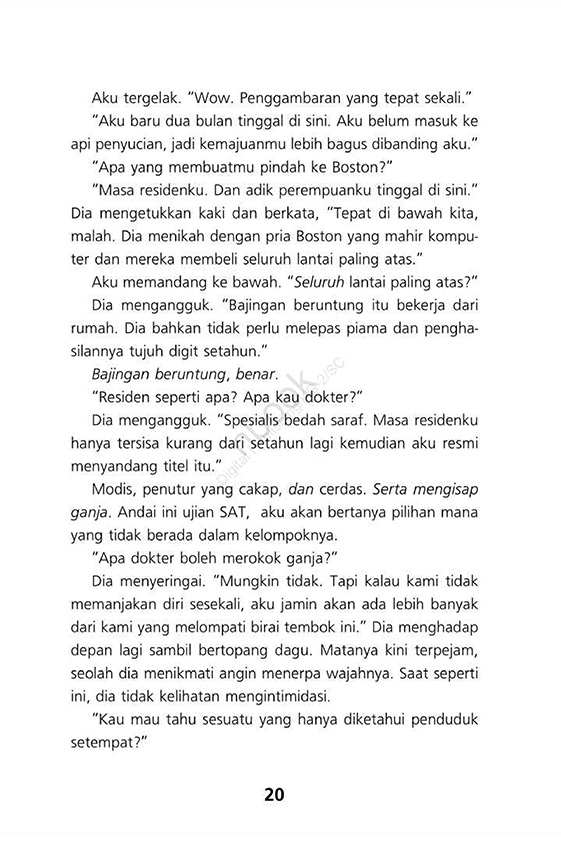 Aku tergelak. “Wow. Penggambaran yang tepat sekali.”
“Aku baru dua bulan tinggal di sini. Aku belum masuk ke
api penyucian, jadi kemajuanmu lebih bagus dibanding aku.”
“Apa yang membuatmu pindah ke Boston?”
“Masa residenku. Dan adik perempuanku tinggal di sini.”
Dia mengetukkan kaki dan berkata, “Tepat di bawah kita,
malah. Dia menikah dengan pria Boston yang mahir kompu-
ter dan mereka membeli seluruh lantai paling atas.”
Aku memandang ke bawah. “Seluruh lantai paling atas?”
Dia mengangguk. “Bajingan beruntung itu bekerja dari
rumah. Dia bahkan tidak perlu melepas piama dan pengha-
silannya tujuh digit setahun.”
Bajingan beruntung, benar.
“Residen seperti apa? Apa kau dokter?”
Dia mengangguk. “Spesialis bedah saraf. Masa residenku
hanya tersisa kurang dari setahun lagi kemudian aku resmi
menyandang titel itu.”
Modis, penutur yang cakap, dan cerdas. Serta mengisap
ganja. Andai ini ujian SAT, aku akan bertanya pilihan mana
yang tidak berada dalam kelompoknya.
“Apa dokter boleh merokok ganja?”
Dia menyeringai. “Mungkin tidak. Tapi kalau kami tidak
memanjakan diri sesekali, aku jamin akan ada lebih banyak
dari kami yang melompati birai tembok ini.” Dia menghadap
depan lagi sambil bertopang dagu. Matanya kini terpejam,
seolah dia menikmati angin menerpa wajahnya. Saat seperti
ini, dia tidak kelihatan mengintimidasi.
“Kau mau tahu sesuatu yang hanya diketahui penduduk
setempat?”
20